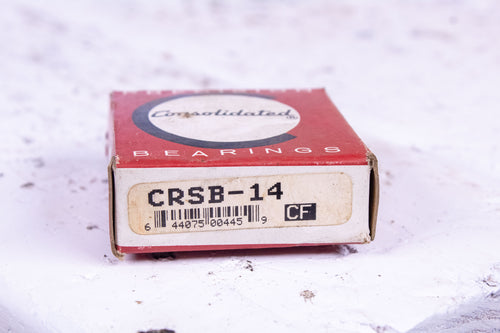 Consolidated®
BEARINGS
CRSB-14
6 44075 00445 9
CF